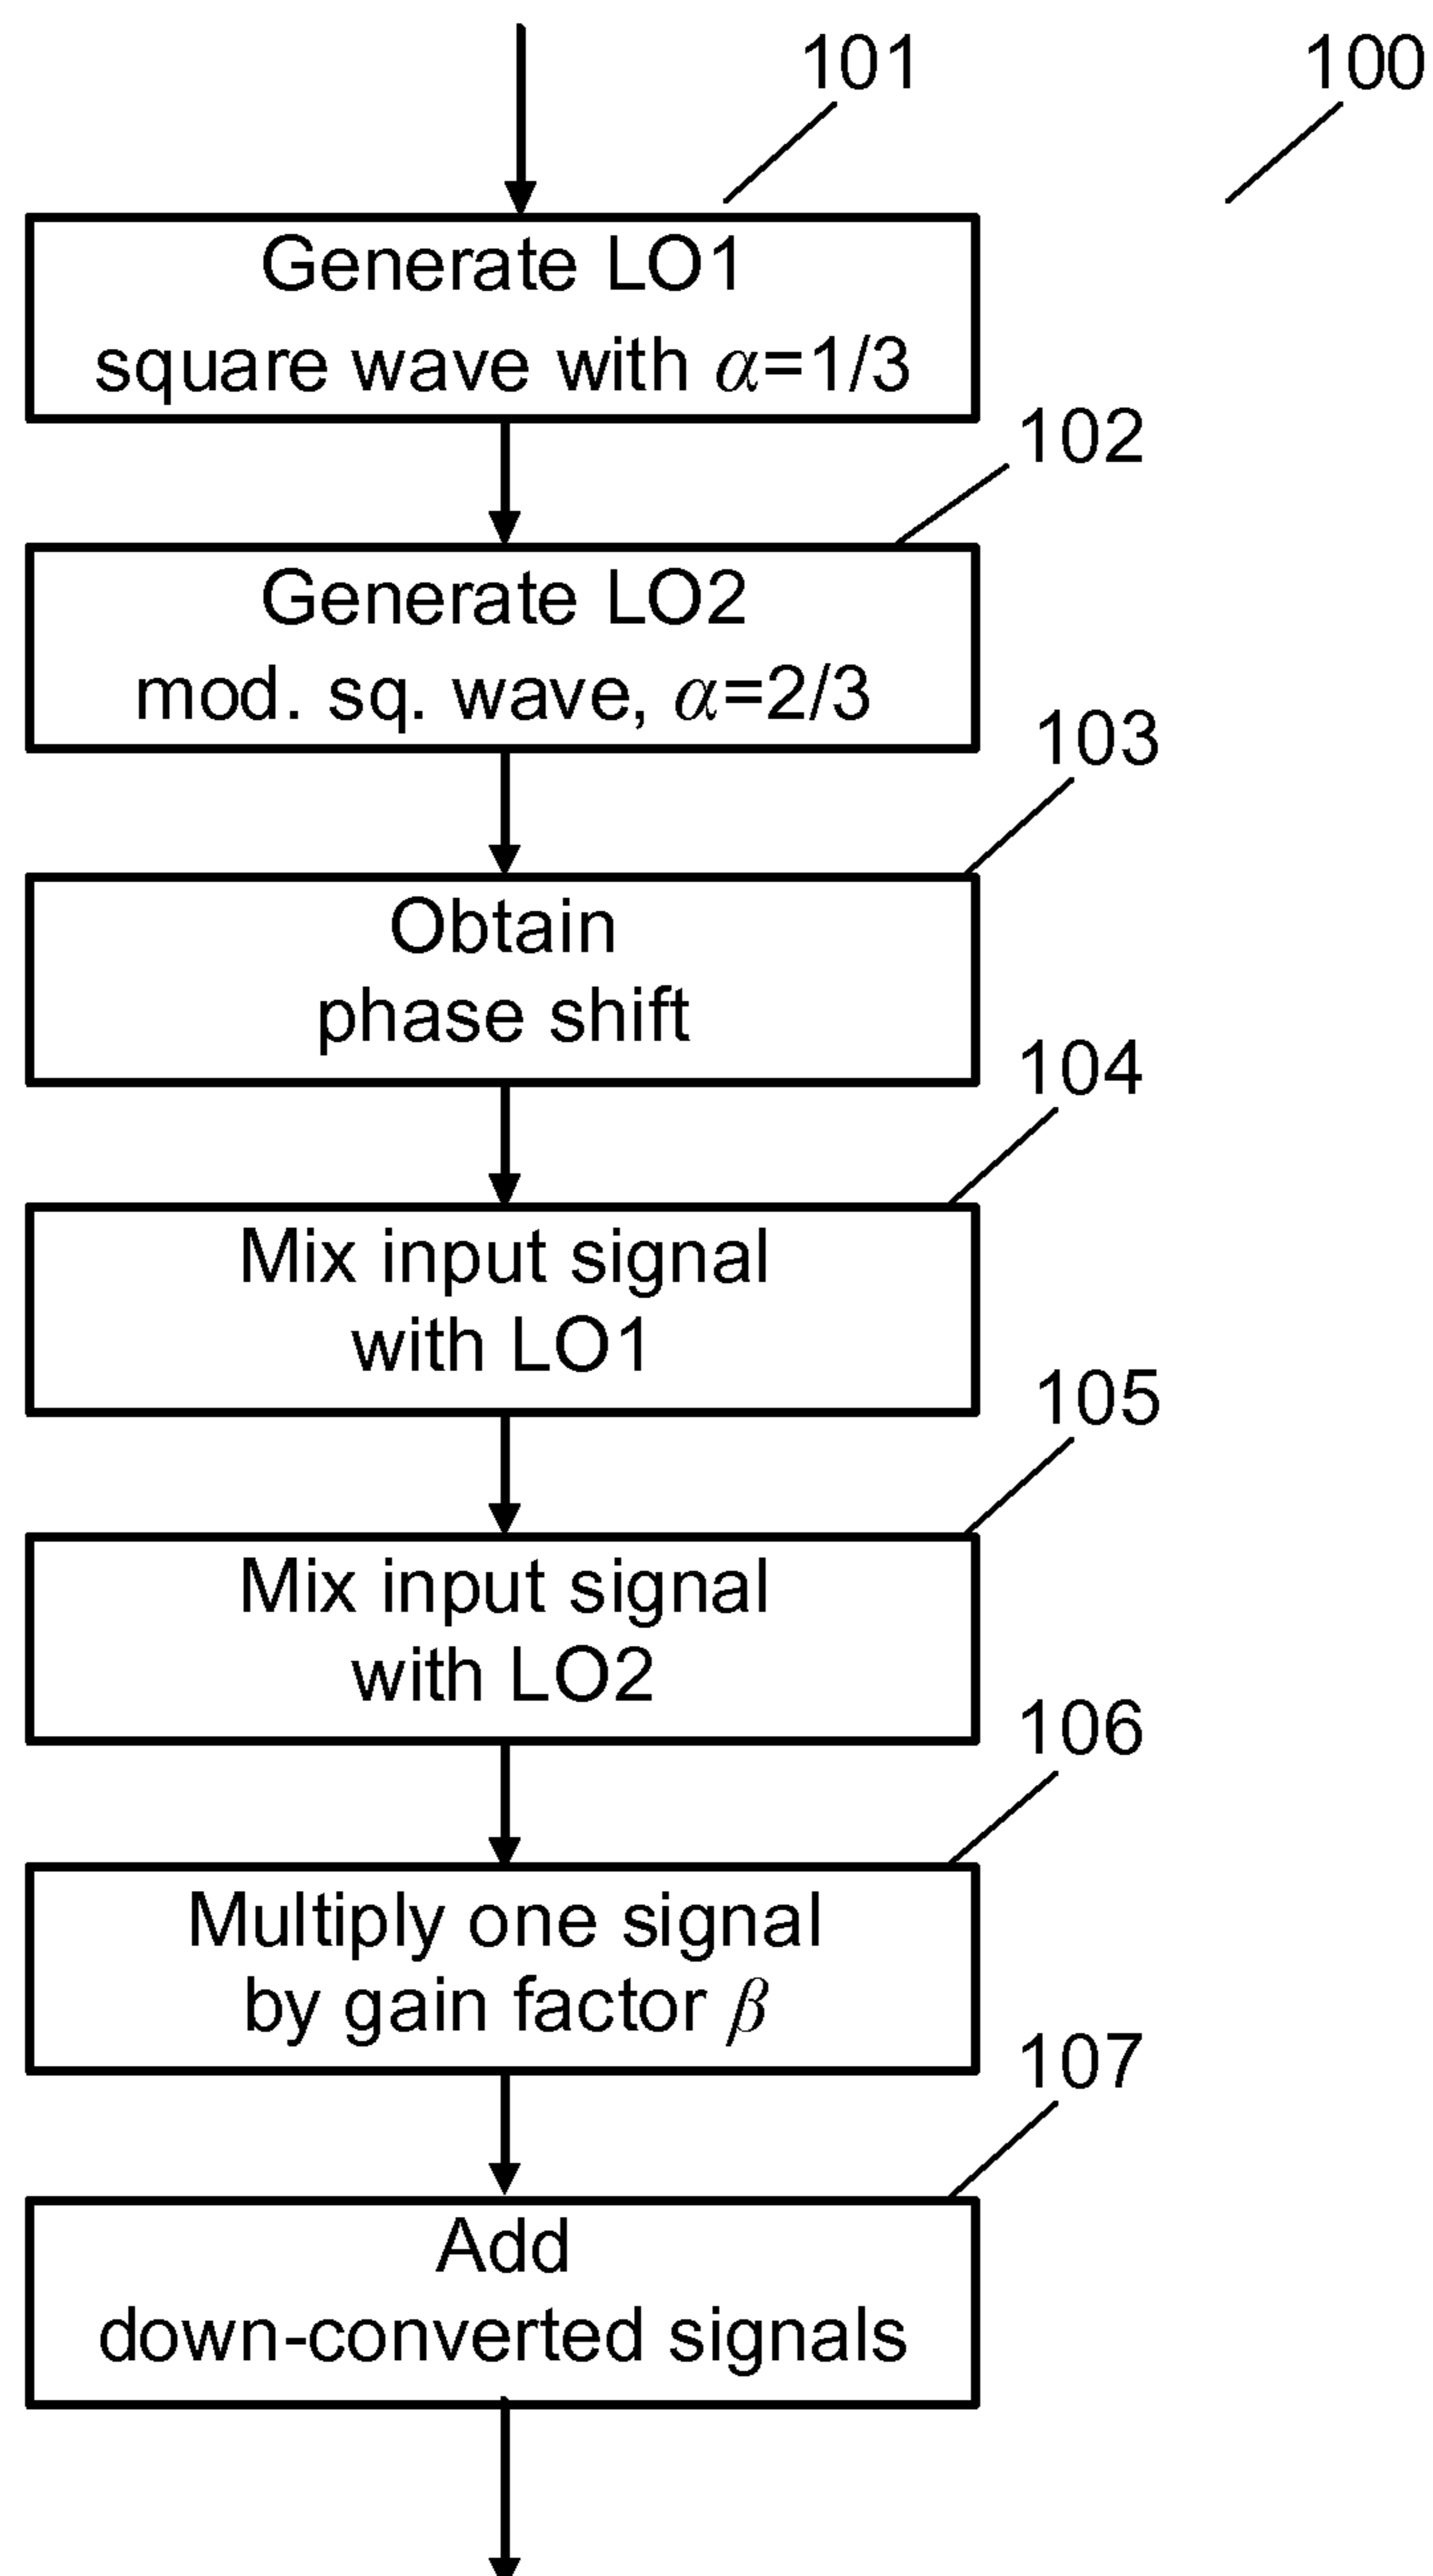 101
100
Generate LO1
square wave with α=1/3
102
Generate LO2
mod. sq. wave, α=2/3
103
Obtain
phase shift
104
Mix input signal
with LO1
105
Mix input signal
with LO2
106
Multiply one signal
by gain factor β
107
Add
down-converted signals